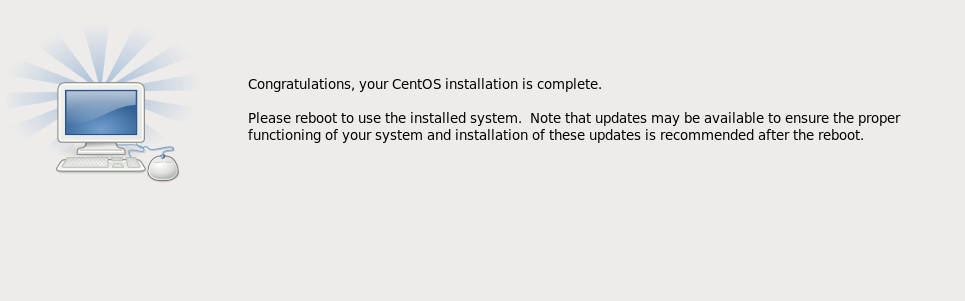 Congratulations, your CentOS installation is complete.
Please reboot to use the installed system.  Note that updates may be available to ensure the proper
functioning of your system and installation of these updates is recommended after the reboot.